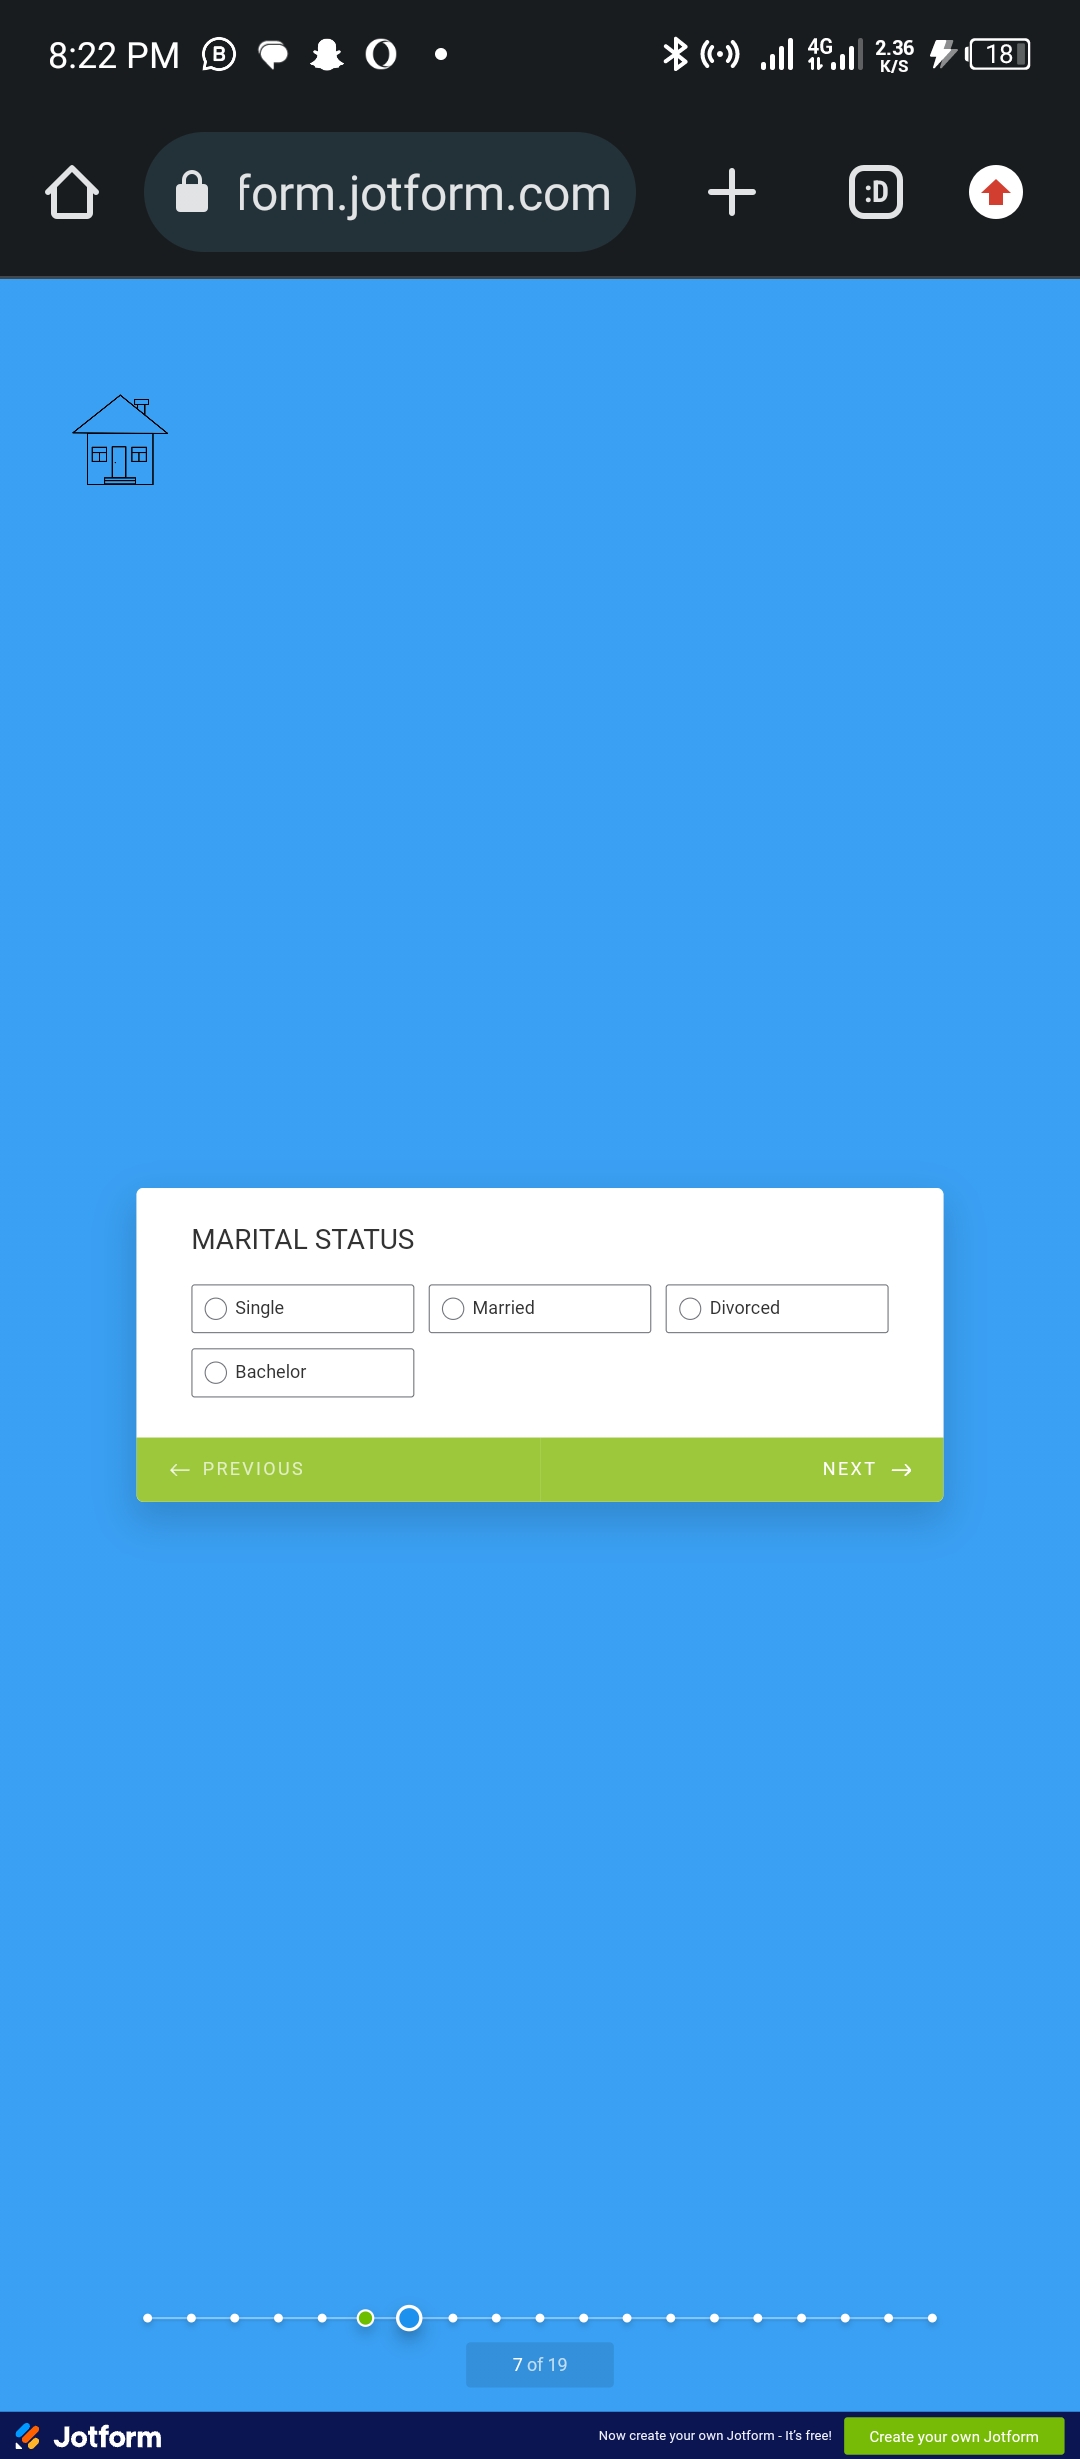 8:22 PM
4G
2.36
K/S
18
form.jotform.com
:D
MARITAL STATUS
Single
Married
Divorced
Bachelor
← PREVIOUS
NEXT →
7 of 19
Jotform
Now create your own Jotform - It's free!
Create your own Jotform